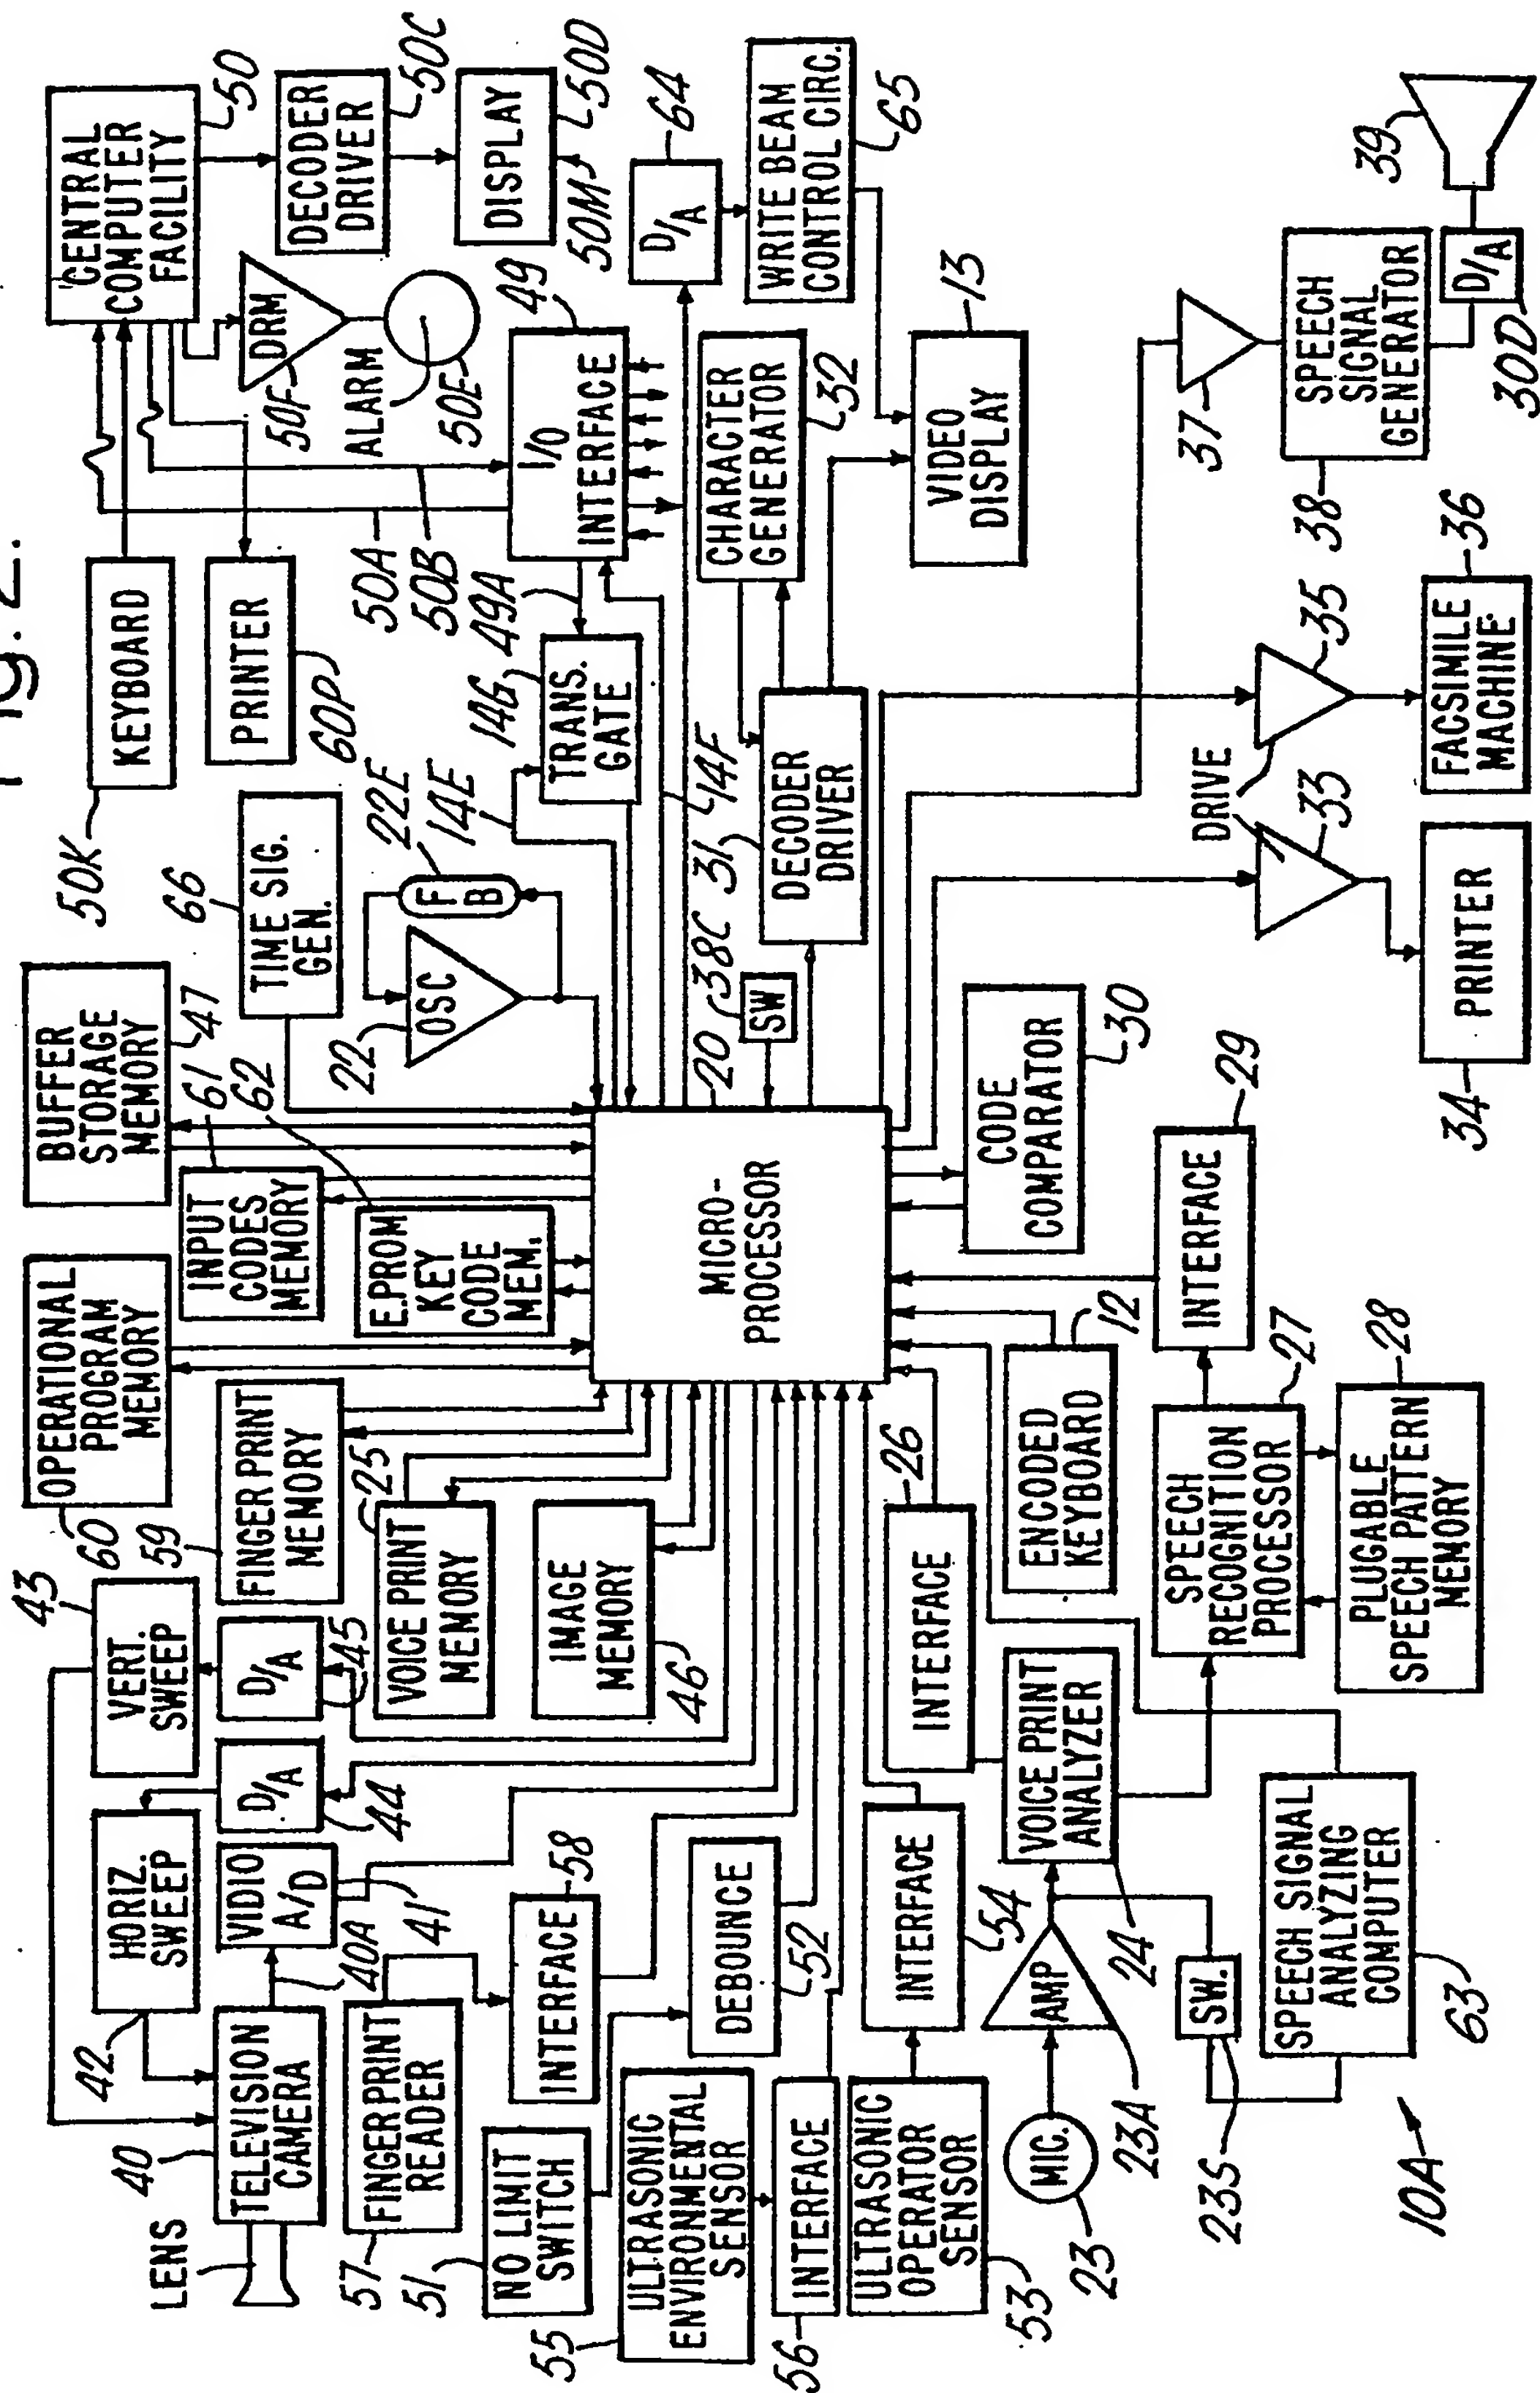 Fig. 2.
LENS
TELEVISION
CAMERA
40
42
HORIZ.
SWEEP
VERT.
SWEEP
43
40A
VIDIO
A/D
41
D/A
44
D/A
45
57
FINGERPRINT
READER
INTERFACE
58
51
NO LIMIT
SWITCH
DEBOUNCE
52
55
ULTRASONIC
ENVIRONMENTAL
SENSOR
56
INTERFACE
ULTRASONIC
OPERATOR
SENSOR
53
INTERFACE
54
23
MIC.
AMP
23A
VOICE PRINT
ANALYZER
24
INTERFACE
26
23S
SW.
SPEECH SIGNAL
ANALYZING
COMPUTER
63
10A
60
OPERATIONAL
PROGRAM
MEMORY
59
FINGER PRINT
MEMORY
25
VOICE PRINT
MEMORY
IMAGE
MEMORY
46
ENCODED
KEYBOARD
12
SPEECH
RECOGNITION
PROCESSOR
27
PLUGABLE
SPEECH PATTERN
MEMORY
28
INTERFACE
29
BUFFER
STORAGE
MEMORY
47
INPUT
CODES
MEMORY
61
62
E.PROM
KEY
CODE
MEM.
MICRO-
PROCESSOR
20
CODE
COMPARATOR
30
66
TIME SIG.
GEN.
22
OSC
F
B
22E
14E
38C
SW
31
DECODER
DRIVER
14F
14G
TRANS.
GATE
49A
50K
KEYBOARD
PRINTER
60P
50A
50B
I/O
INTERFACE
49
CHARACTER
GENERATOR
32
VIDEO
DISPLAY
13
CENTRAL
COMPUTER
FACILITY
50
DRM
50F
ALARM
50E
DECODER
DRIVER
50C
DISPLAY
50D
50M
D/A
64
WRITE BEAM
CONTROL CIRC.
65
DRIVE
33
PRINTER
34
35
FACSIMILE
MACHINE
36
37
SPEECH
SIGNAL
GENERATOR
38
D/A
30D
39